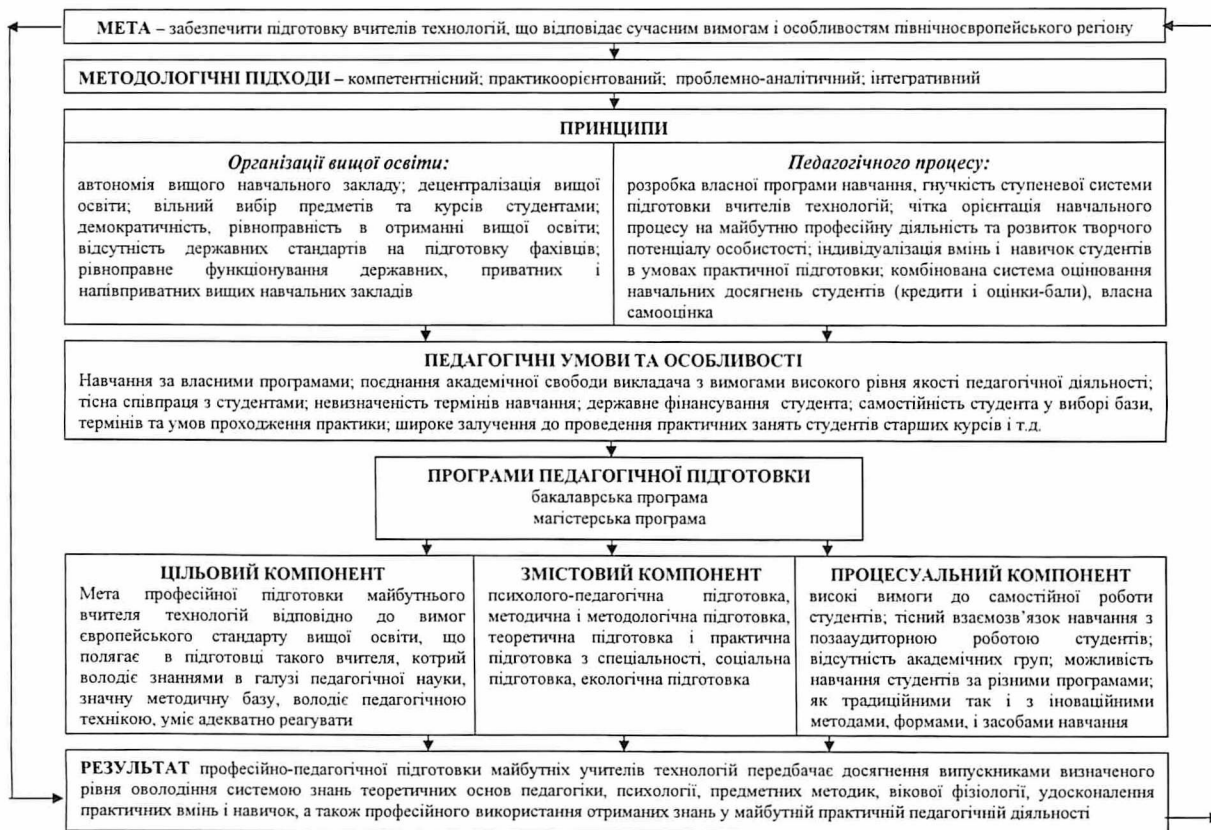 МЕТА – забезпечити підготовку вчителів технологій, що відповідає сучасним вимогам і особливостям північноєвропейського регіону
МЕТОДОЛОГІЧНІ ПІДХОДИ – компетентнісний; практикоорієнтований; проблемно-аналітичний; інтегративний
ПРИНЦИПИ
Організації вищої освіти:
автономія вищого навчального закладу; децентралізація вищої
освіти; вільний вибір предметів та курсів студентами;
демократичність, рівноправність в отриманні вищої освіти;
відсутність державних стандартів на підготовку фахівців;
рівноправне функціонування державних, приватних і
напівприватних вищих навчальних закладів
Педагогічного процесу:
розробка власної програми навчання, гнучкість ступеневої системи
підготовки вчителів технологій; чітка орієнтація навчального
процесу на майбутню професійну діяльність та розвиток творчого
потенціалу особистості; індивідуалізація вмінь і навичок студентів
в умовах практичної підготовки; комбінована система оцінювання
навчальних досягнень студентів (кредити і оцінки-бали), власна
самооцінка
ПЕДАГОГІЧНІ УМОВИ ТА ОСОБЛИВОСТІ
Навчання за власними програмами; поєднання академічної свободи викладача з вимогами високого рівня якості педагогічної діяльності;
тісна співпраця з студентами; невизначеність термінів навчання; державне фінансування студента; самостійність студента у виборі бази,
термінів та умов проходження практики; широке залучення до проведення практичних занять студентів старших курсів і т.д.
ПРОГРАМИ ПЕДАГОГІЧНОЇ ПІДГОТОВКИ
бакалаврська програма
магістерська програма
ЦІЛЬОВИЙ КОМПОНЕНТ
Мета професійної підготовки майбутнього
вчителя технологій відповідно до вимог
європейського стандарту вищої освіти, що
полягає в підготовці такого вчителя, котрий
володіє знаннями в галузі педагогічної науки,
значну методичну базу, володіє педагогічною
технікою, уміє адекватно реагувати
ЗМІСТОВИЙ КОМПОНЕНТ
психолого-педагогічна підготовка,
методична і методологічна підготовка,
теоретична підготовка і практична
підготовка з спеціальності, соціальна
підготовка, екологічна підготовка
ПРОЦЕСУАЛЬНИЙ КОМПОНЕНТ
високі вимоги до самостійної роботи
студентів; тісний взаємозв'язок навчання з
позааудиторною роботою студентів;
відсутність академічних груп; можливість
навчання студентів за різними програмами;
як традиційними так і з іноваційними
методами, формами, і засобами навчання
РЕЗУЛЬТАТ професійно-педагогічної підготовки майбутніх учителів технологій передбачає досягнення випускниками визначеного
рівня оволодіння системою знань теоретичних основ педагогіки, психології, предметних методик, вікової фізіології, удосконалення
практичних вмінь і навичок, а також професійного використання отриманих знань у майбутній практичній педагогічній діяльності